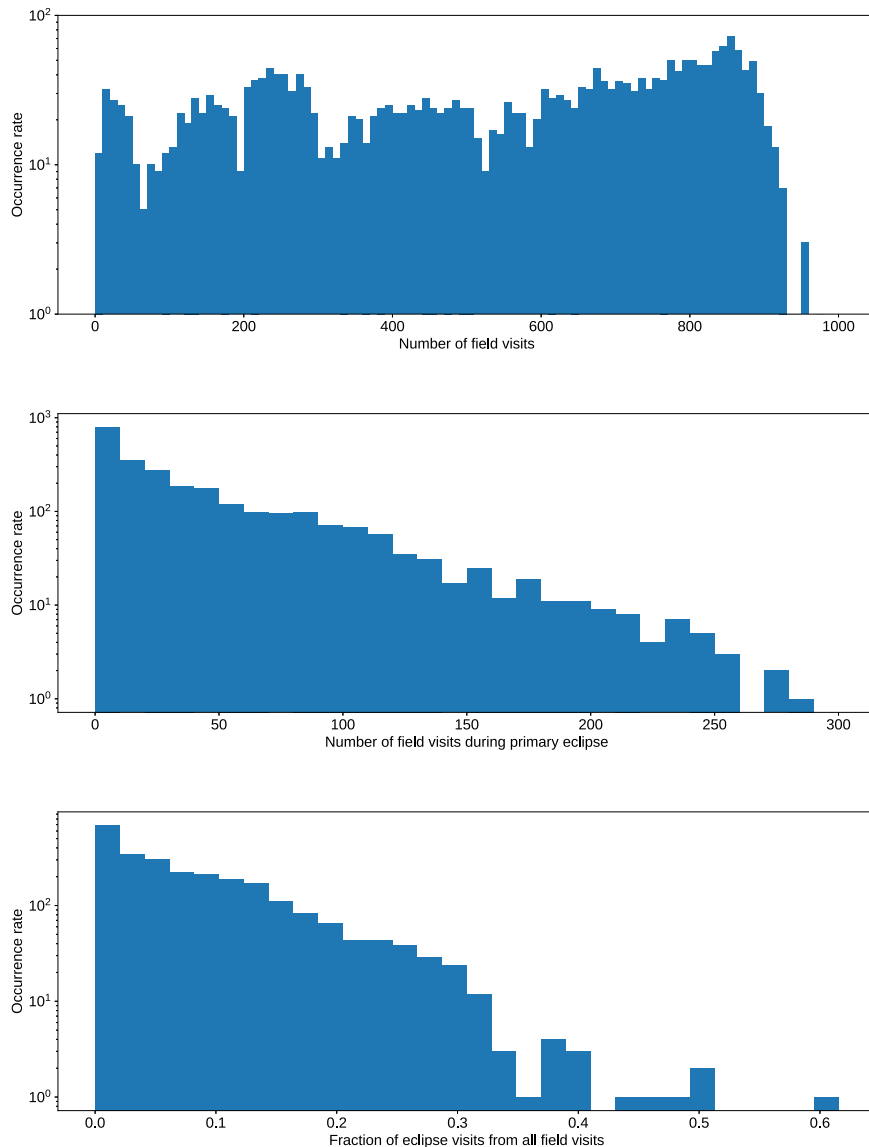 10²
Occurrence rate
10¹
10⁰
0 200 400 600 800 1000
Number of field visits
10³
10²
Occurrence rate
10¹
10⁰
0 50 100 150 200 250 300
Number of field visits during primary eclipse
10²
Occurrence rate
10¹
10⁰
0.0 0.1 0.2 0.3 0.4 0.5 0.6
Fraction of eclipse visits from all field visits